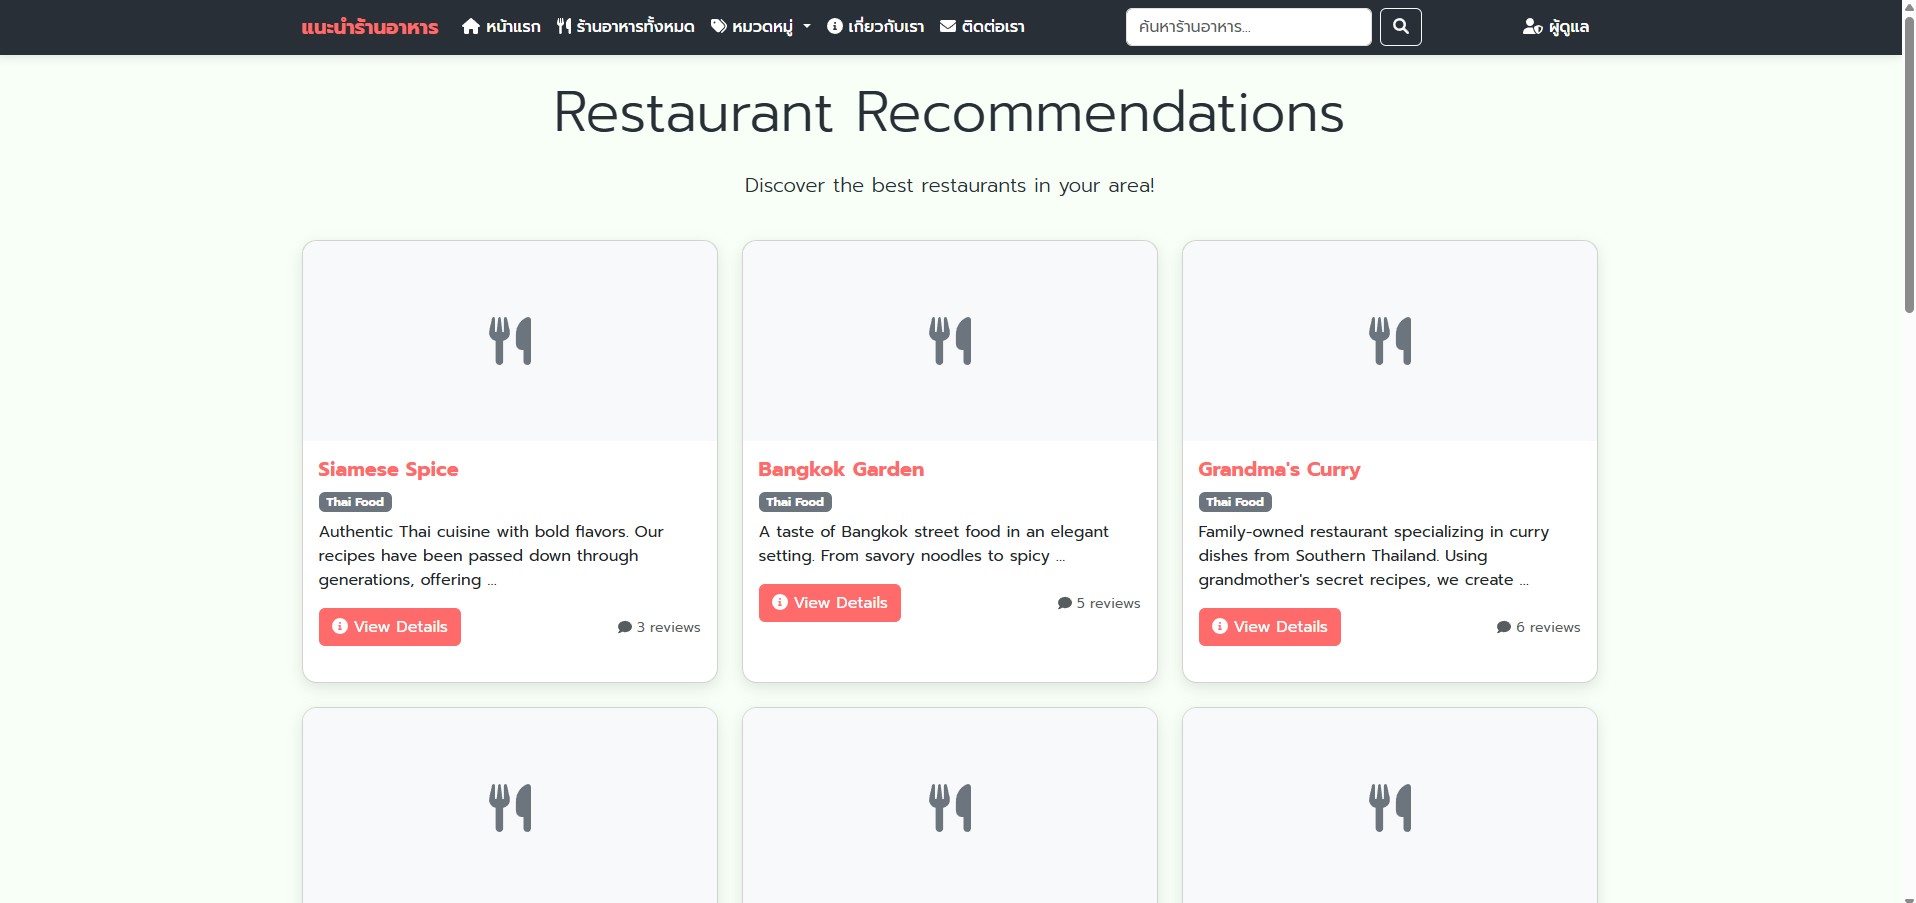 แนะนำร้านอาหาร หน้าแรก ร้านอาหารทั้งหมด หมวดหมู่ เกี่ยวกับเรา ติดต่อเรา ค้นหาร้านอาหาร... ผู้ดูแล
Restaurant Recommendations
Discover the best restaurants in your area!
Siamese Spice
Thai Food
Authentic Thai cuisine with bold flavors. Our
recipes have been passed down through
generations, offering ...
View Details
3 reviews
Bangkok Garden
Thai Food
A taste of Bangkok street food in an elegant
setting. From savory noodles to spicy ...
View Details
5 reviews
Grandma's Curry
Thai Food
Family-owned restaurant specializing in curry
dishes from Southern Thailand. Using
grandmother's secret recipes, we create ...
View Details
6 reviews